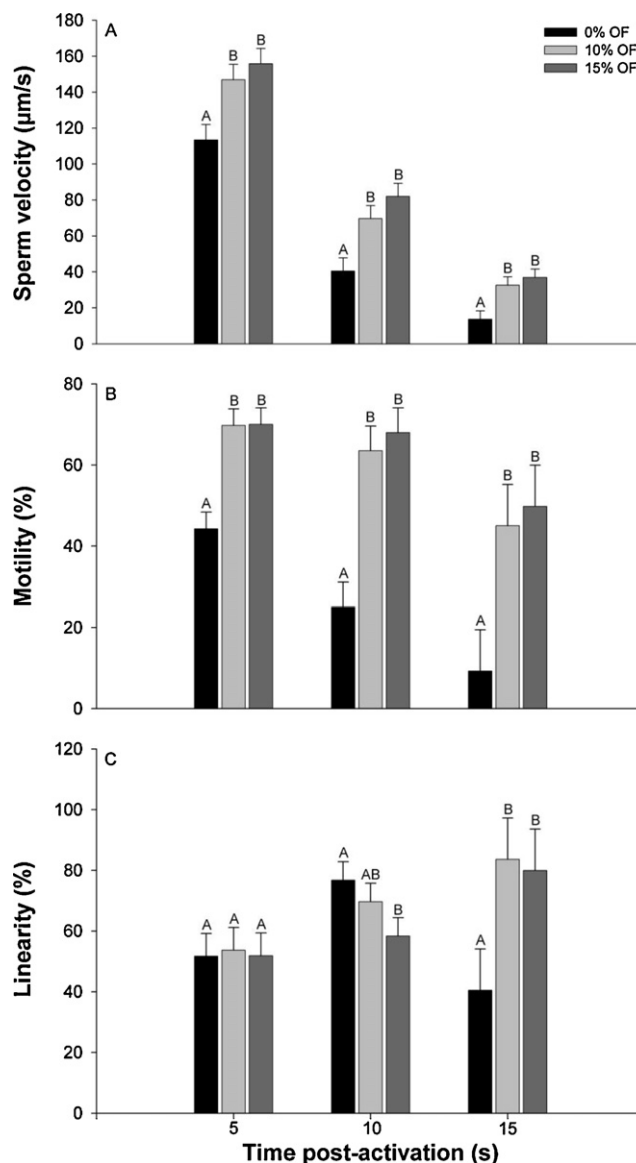 A
0% OF
10% OF
15% OF
Sperm velocity (µm/s)
180
160
140
120
100
80
60
40
20
0
A B B
A B B
A B B
B
Motility (%)
80
60
40
20
0
A B B
A B B
A B B
C
Linearity (%)
120
100
80
60
40
20
0
A A A
A AB B
A B B
5 10 15
Time post-activation (s)